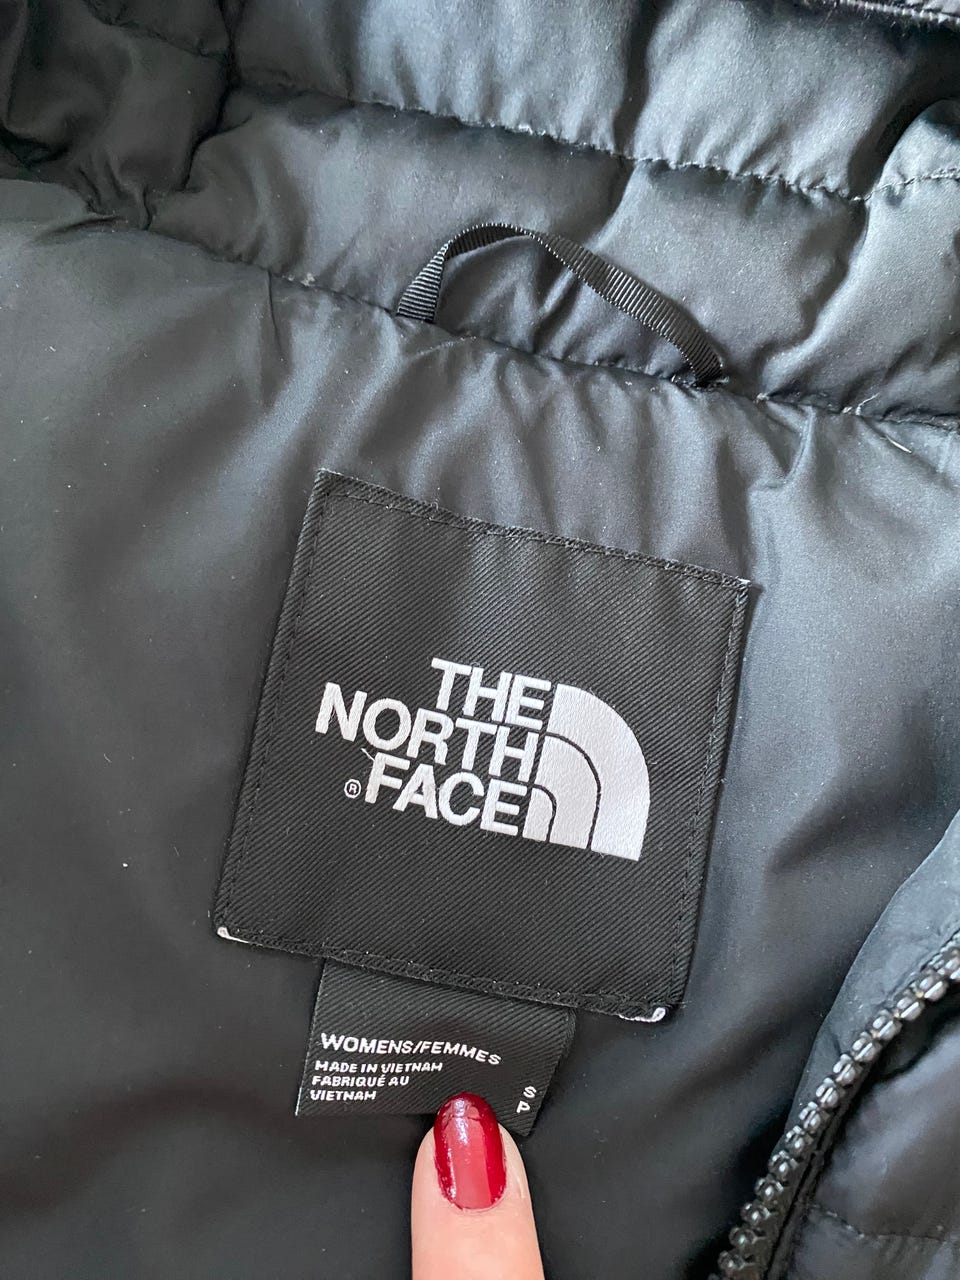 THE
NORTH
® FACE
WOMENS/FEMMES
MADE IN VIETNAM
FABRIQUÉ AU
VIETNAM
S
P